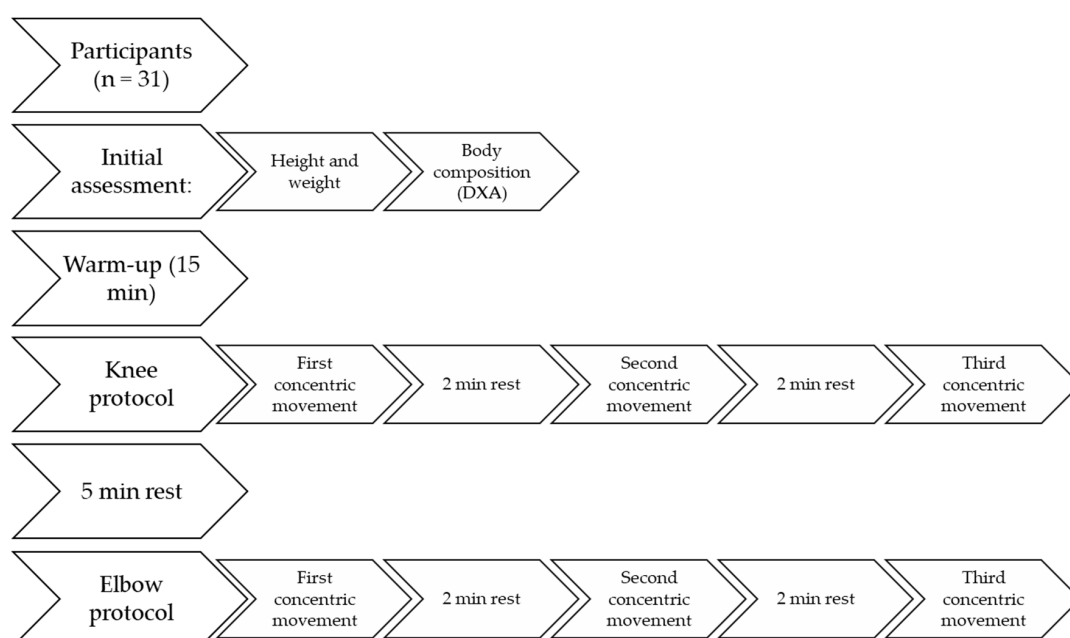 Participants
(n = 31)
Initial
assessment:
Height and
weight
Body
composition
(DXA)
Warm-up (15
min)
Knee
protocol
First
concentric
movement
2 min rest
Second
concentric
movement
2 min rest
Third
concentric
movement
5 min rest
Elbow
protocol
First
concentric
movement
2 min rest
Second
concentric
movement
2 min rest
Third
concentric
movement